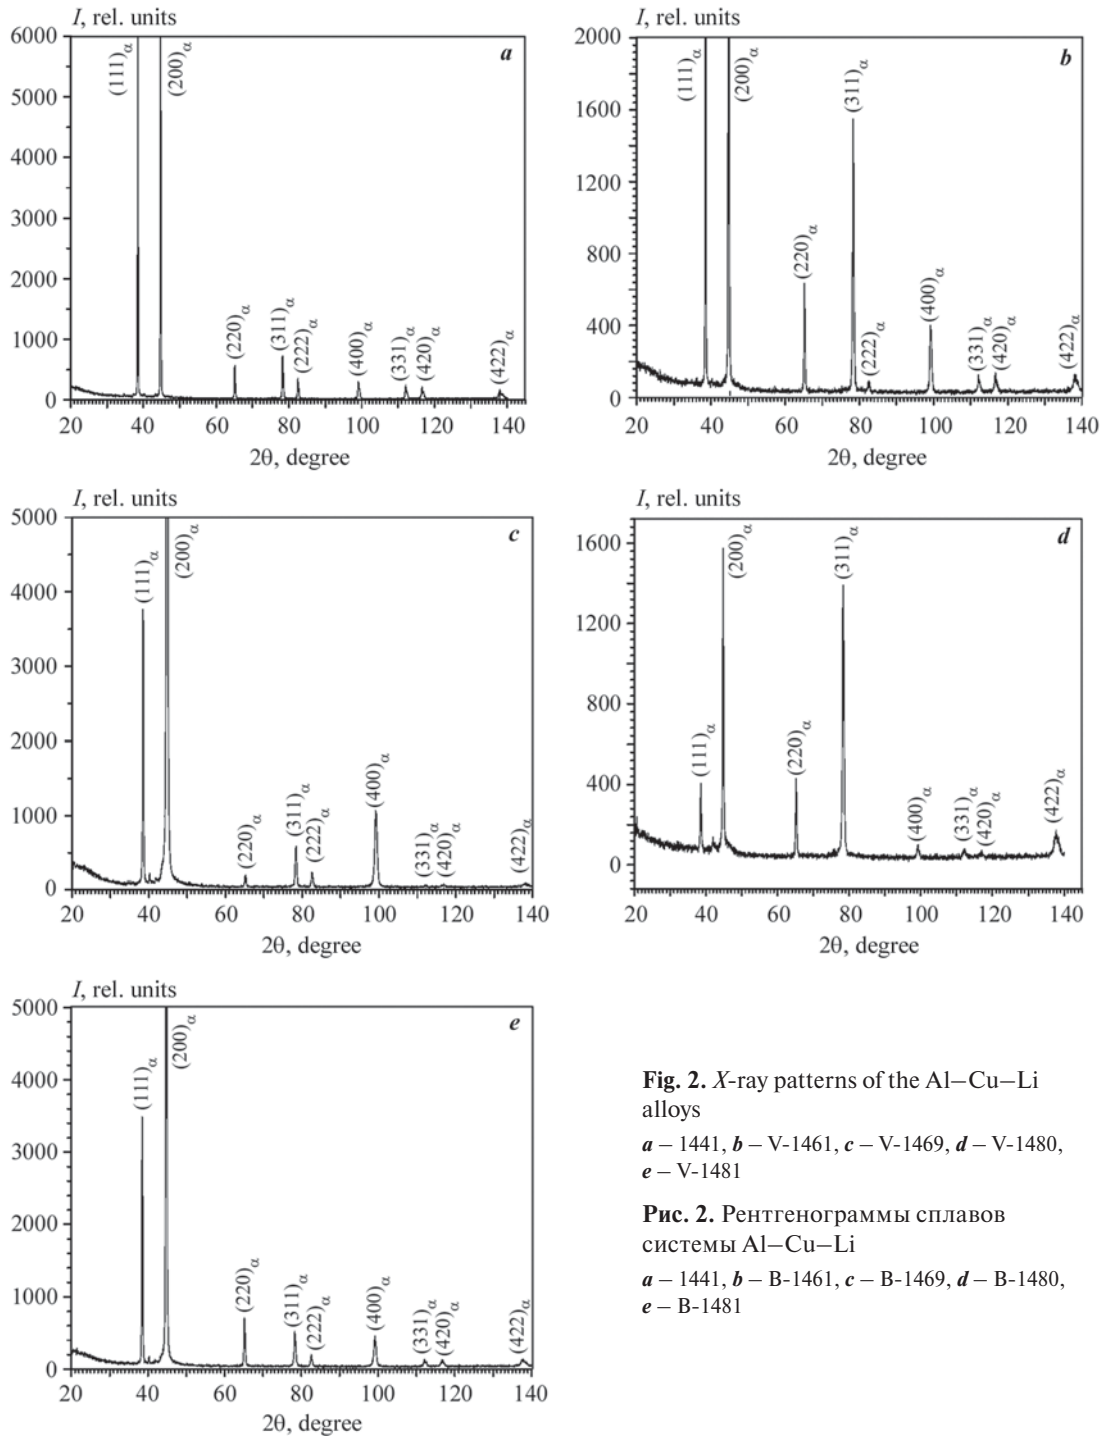 I, rel. units
6000
5000
4000
3000
2000
1000
0
(111)α
(200)α
(220)α
(311)α
(222)α
(400)α
(331)α
(420)α
(422)α
a
20 40 60 80 100 120 140
2θ, degree
I, rel. units
2000
1600
1200
800
400
0
(111)α
(200)α
(220)α
(311)α
(222)α
(400)α
(331)α
(420)α
(422)α
b
20 40 60 80 100 120 140
2θ, degree
I, rel. units
5000
4000
3000
2000
1000
0
(111)α
(200)α
(220)α
(311)α
(222)α
(400)α
(331)α
(420)α
(422)α
c
20 40 60 80 100 120 140
2θ, degree
I, rel. units
1600
1200
800
400
0
(111)α
(200)α
(220)α
(311)α
(400)α
(331)α
(420)α
(422)α
d
20 40 60 80 100 120 140
2θ, degree
I, rel. units
5000
4000
3000
2000
1000
0
(111)α
(200)α
(220)α
(311)α
(222)α
(400)α
(331)α
(420)α
(422)α
e
20 40 60 80 100 120 140
2θ, degree
Fig. 2. X-ray patterns of the Al–Cu–Li
alloys
a – 1441, b – V-1461, c – V-1469, d – V-1480,
e – V-1481
Рис. 2. Рентгенограммы сплавов
системы Al–Cu–Li
a – 1441, b – В-1461, c – В-1469, d – В-1480,
e – В-1481